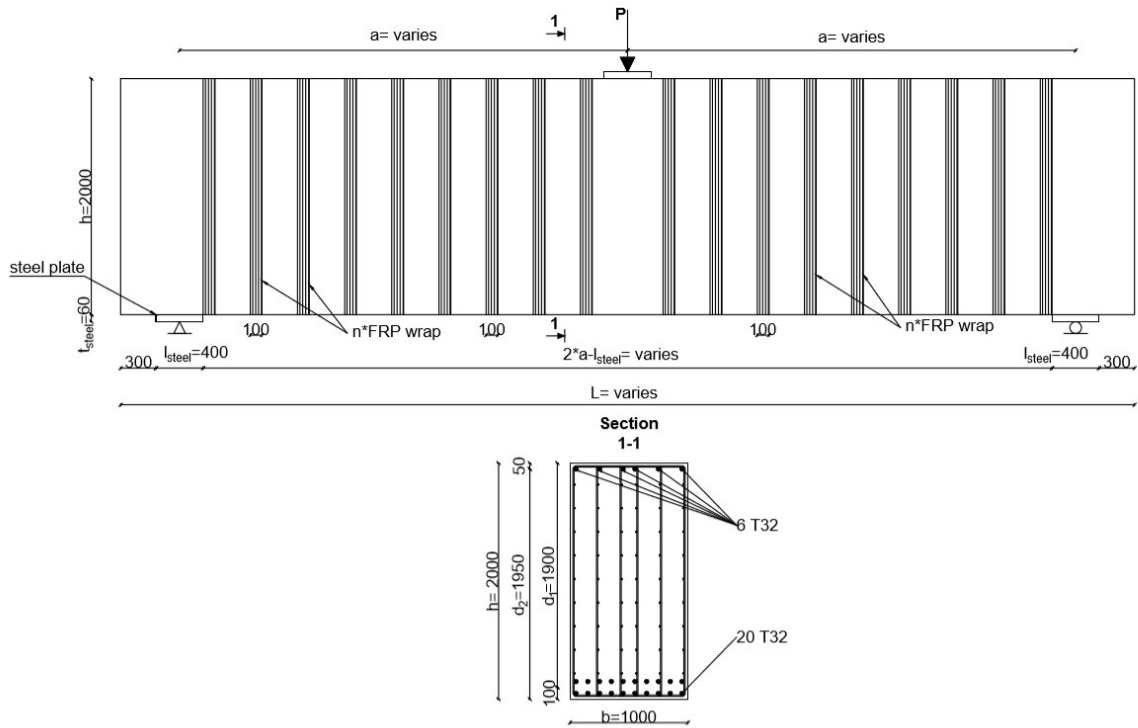 P
1
a= varies
a= varies
h=2000
steel plate
t_steel=60
100
n*FRP wrap
100
1
100
n*FRP wrap
l_steel=400
2*a-l_steel= varies
l_steel=400
300
300
L= varies
Section
1-1
50
6 T32
h= 2000
d₂=1950
d₁=1900
20 T32
100
b=1000